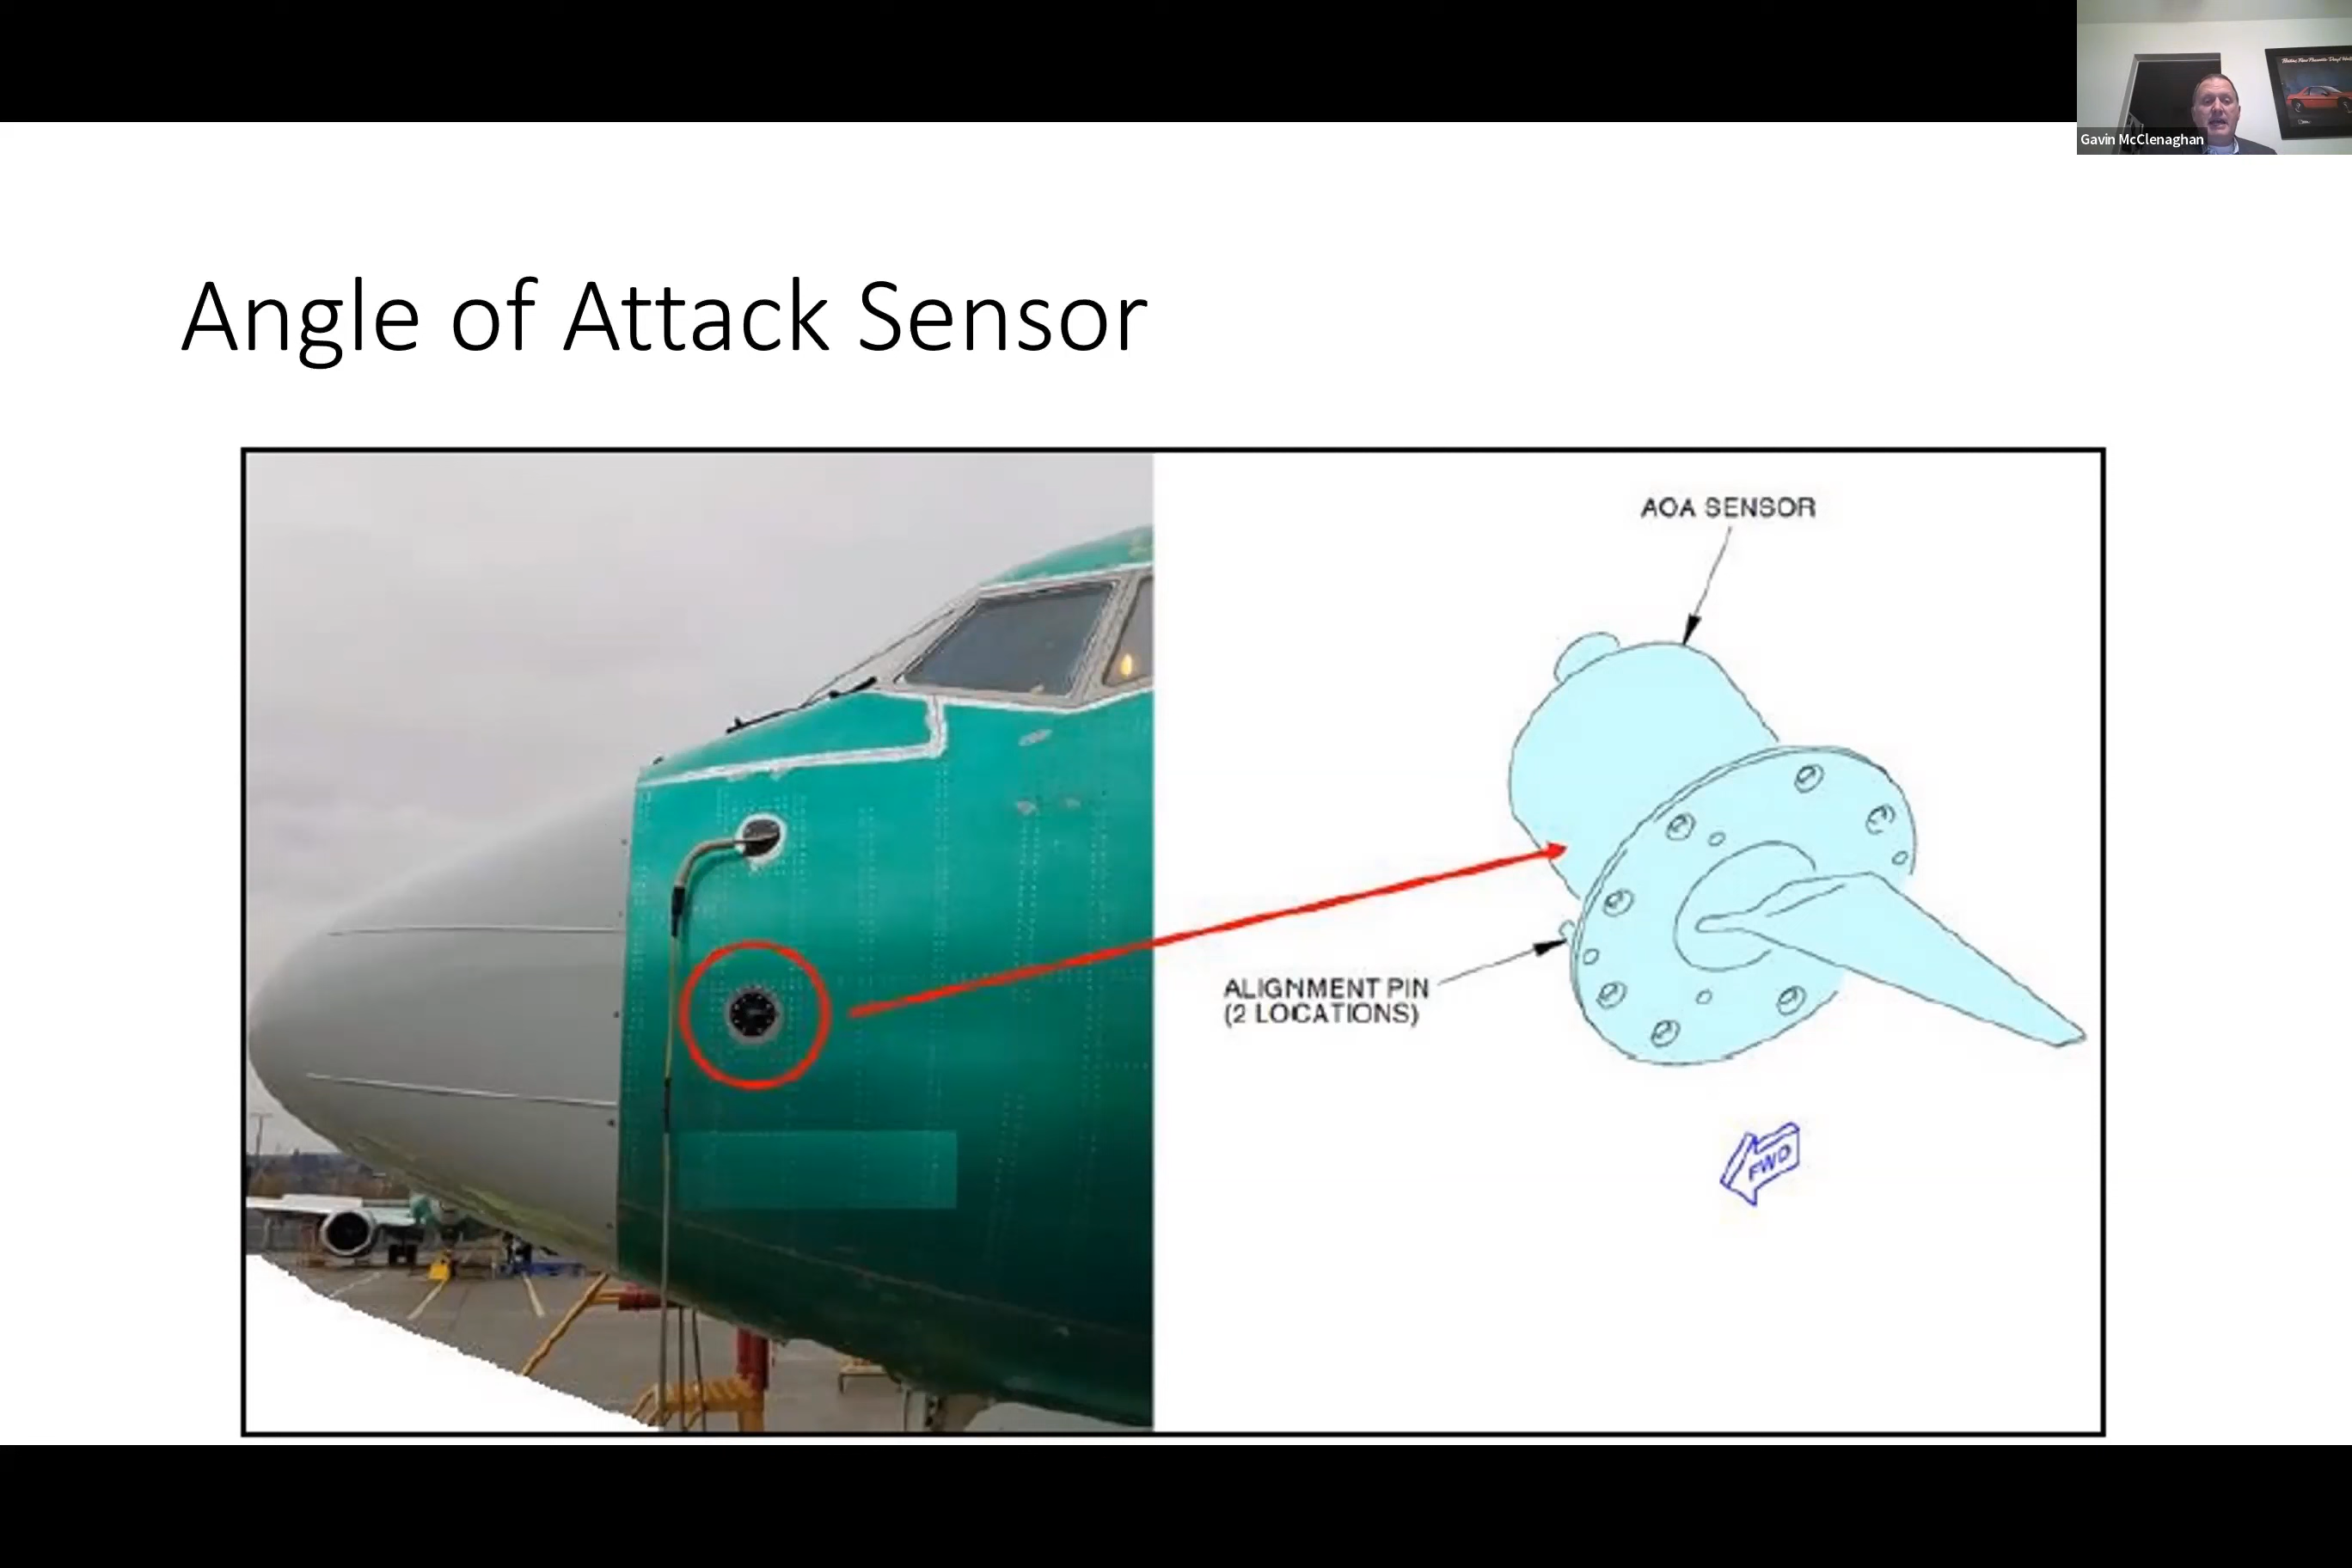 Gavin McClenaghan
Angle of Attack Sensor
AOA SENSOR
ALIGNMENT PIN
(2 LOCATIONS)
FWD